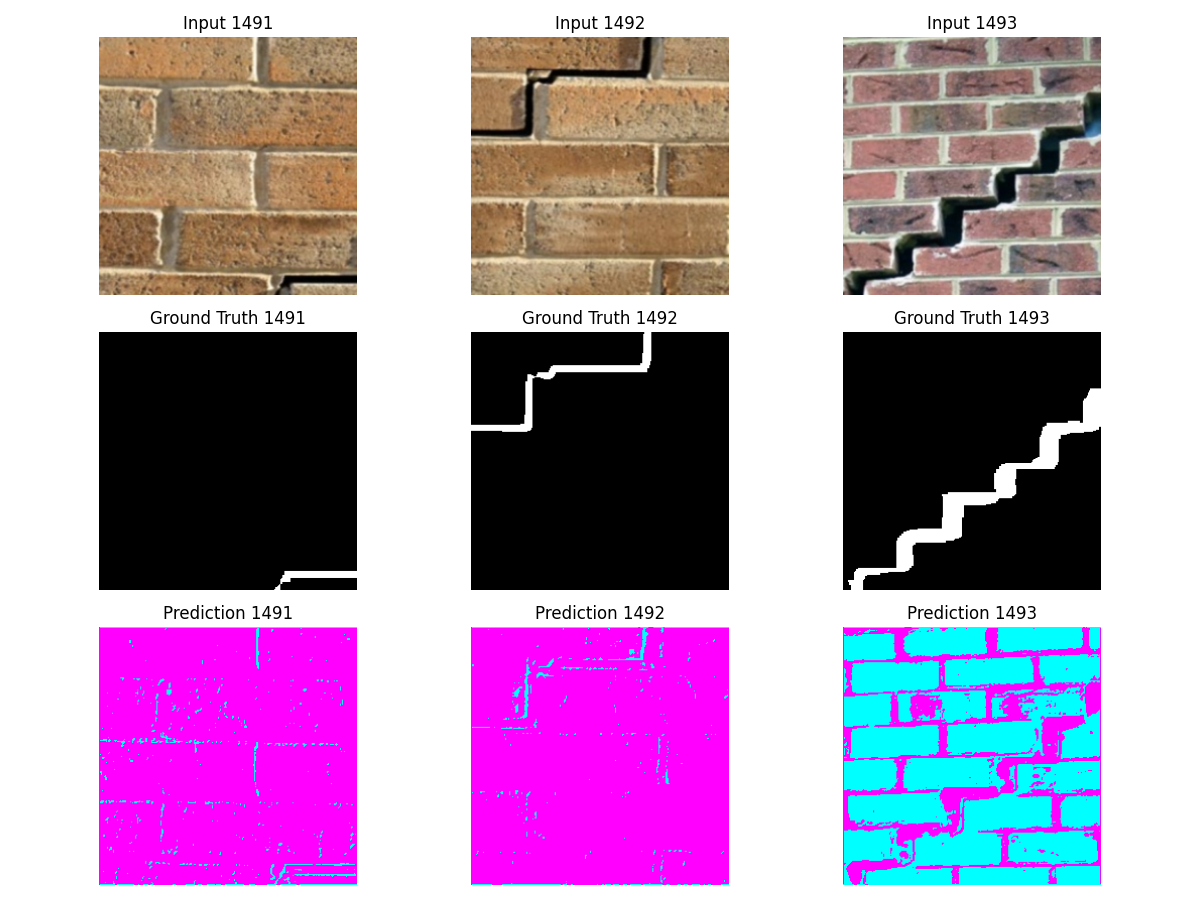 Input 1491
Input 1492
Input 1493
Ground Truth 1491
Ground Truth 1492
Ground Truth 1493
Prediction 1491
Prediction 1492
Prediction 1493